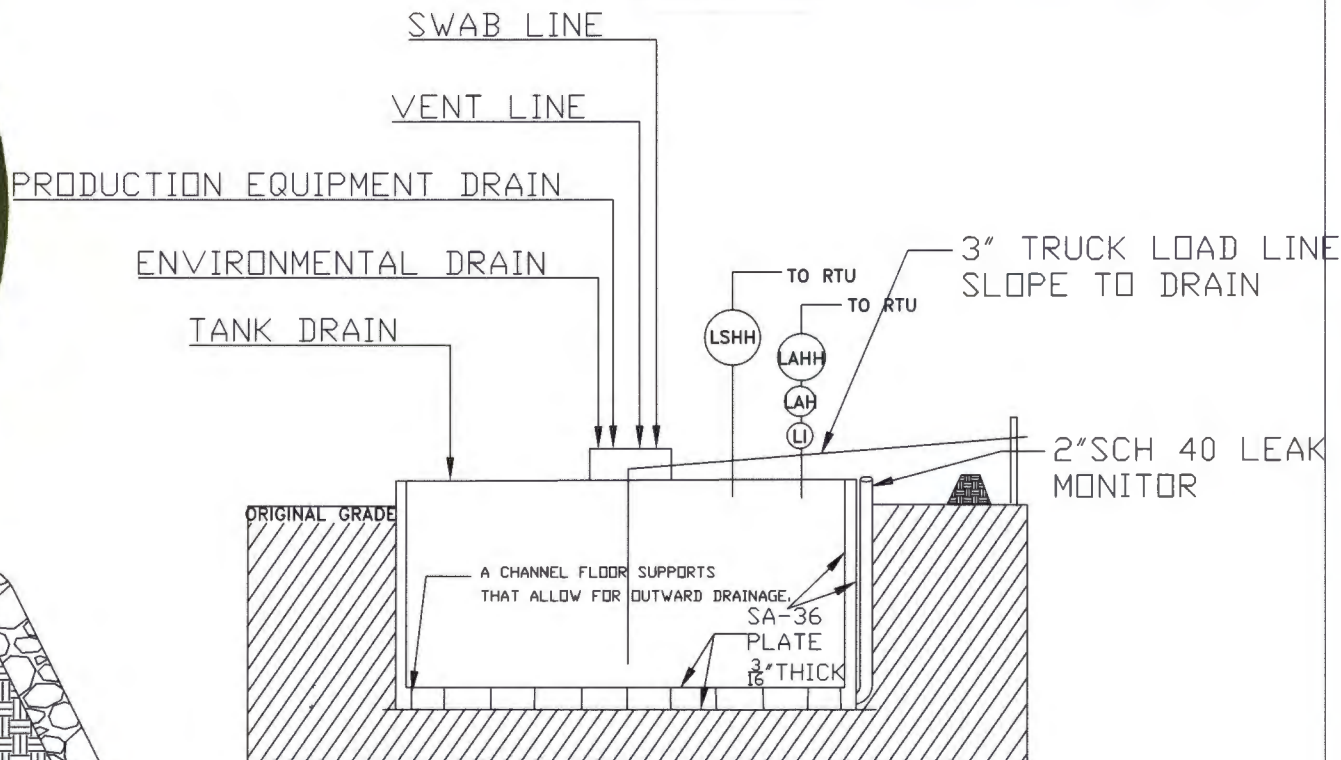 SWAB LINE
VENT LINE
PRODUCTION EQUIPMENT DRAIN
ENVIRONMENTAL DRAIN
TANK DRAIN
TO RTU
TO RTU
LSHH
LAHH
LAH
LI
3" TRUCK LOAD LINE
SLOPE TO DRAIN
2"SCH 40 LEAK
MONITOR
ORIGINAL GRADE
A CHANNEL FLOOR SUPPORTS
THAT ALLOW FOR OUTWARD DRAINAGE.
SA-36
PLATE
3/16" THICK